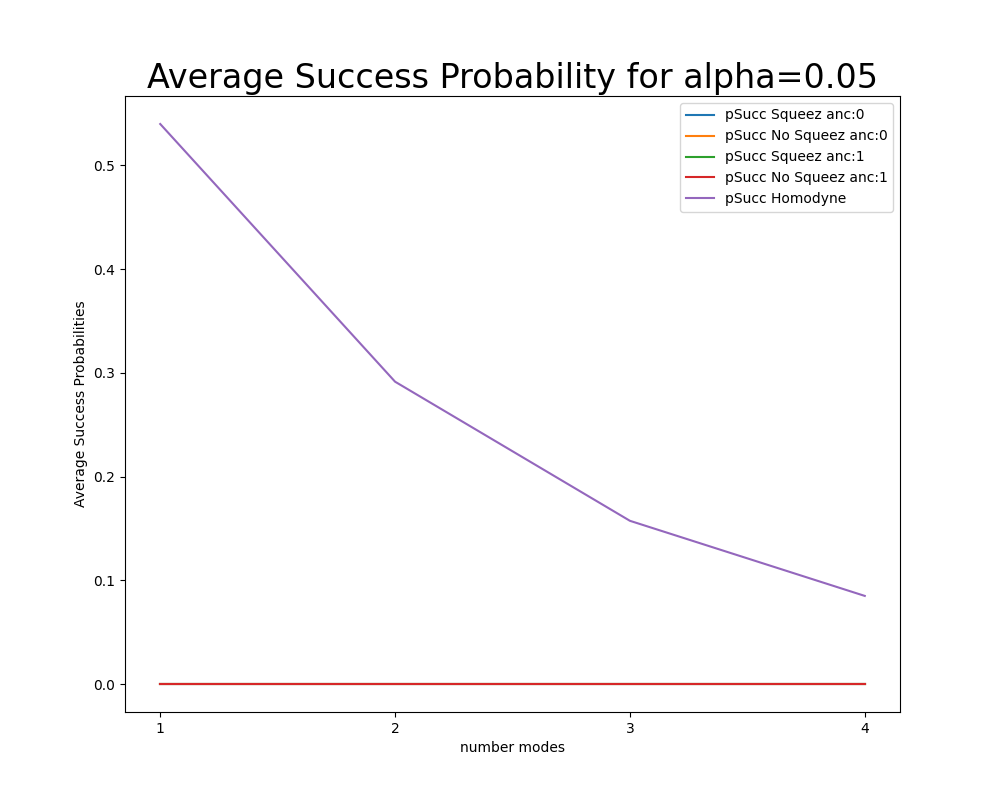 Average Success Probability for alpha=0.05
pSucc Squeez anc:0
pSucc No Squeez anc:0
pSucc Squeez anc:1
pSucc No Squeez anc:1
pSucc Homodyne
Average Success Probabilities
0.5
0.4
0.3
0.2
0.1
0.0
1 2 3 4
number modes